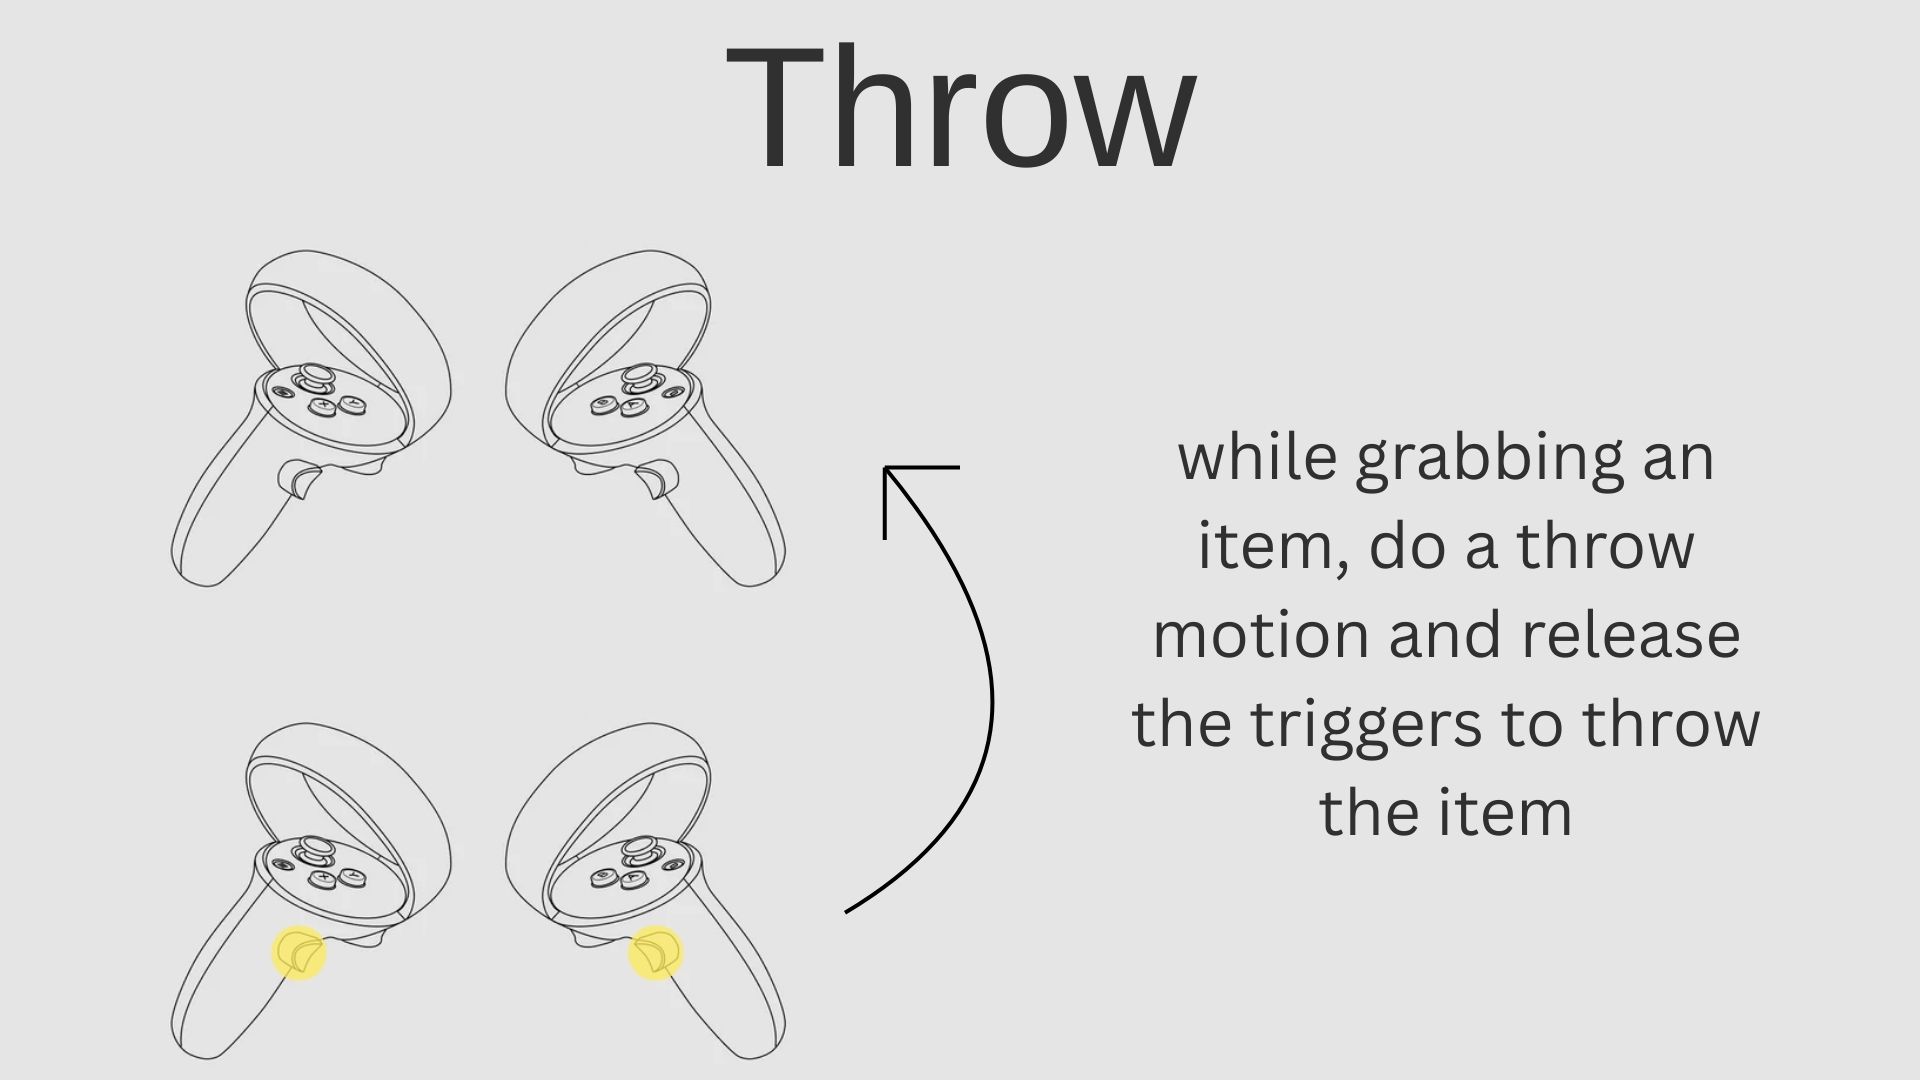 Throw
while grabbing an
item, do a throw
motion and release
the triggers to throw
the item